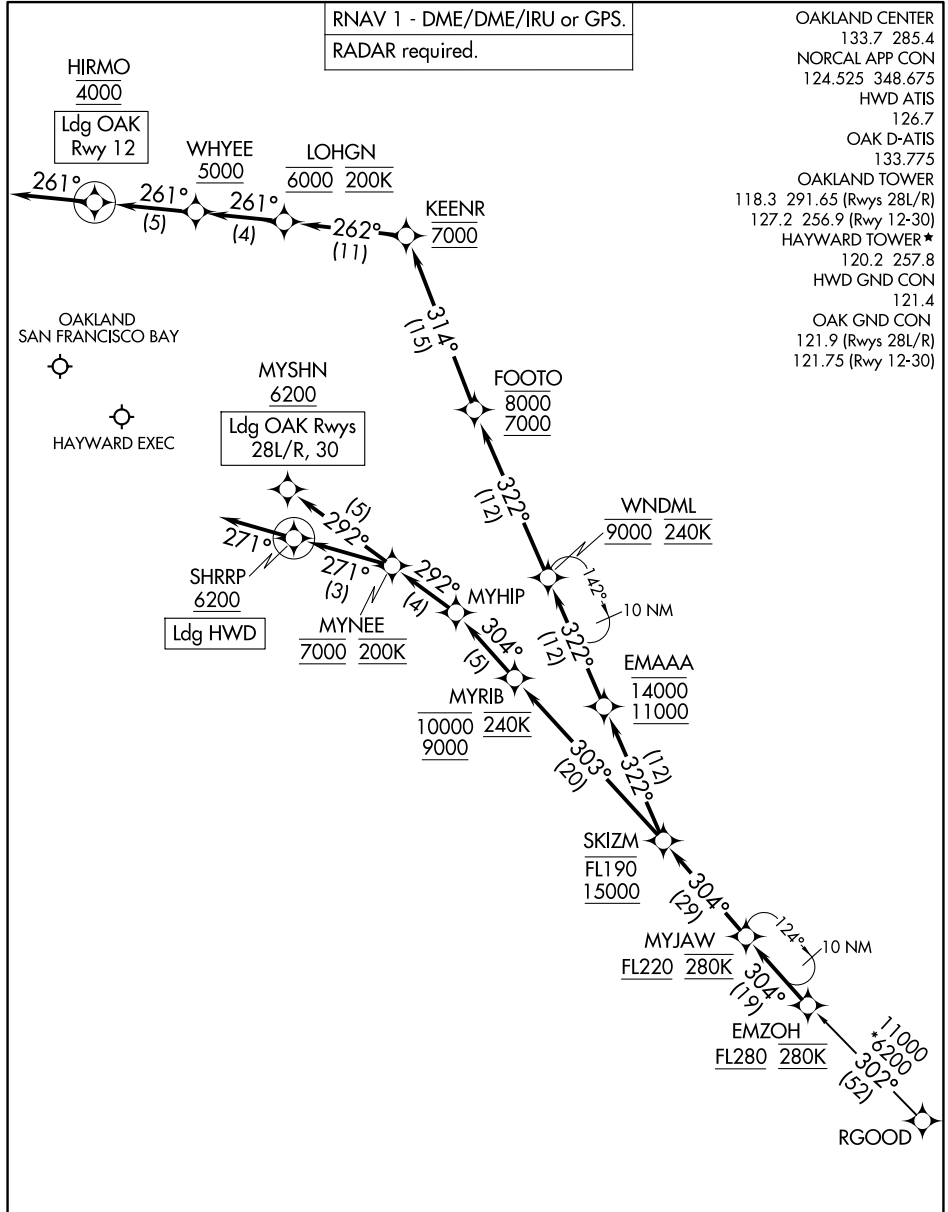 RNAV 1 - DME/DME/IRU or GPS.
RADAR required.
OAKLAND CENTER
133.7 285.4
NORCAL APP CON
124.525 348.675
HWD ATIS
126.7
OAK D-ATIS
133.775
OAKLAND TOWER
118.3 291.65 (Rwys 28L/R)
127.2 256.9 (Rwy 12-30)
HAYWARD TOWER★
120.2 257.8
HWD GND CON
121.4
OAK GND CON
121.9 (Rwys 28L/R)
121.75 (Rwy 12-30)
HIRMO
4000
Ldg OAK
Rwy 12
WHYEE
5000
LOHGN
6000 200K
KEENR
7000
261°
261°
(5)
261°
(4)
262°
(11)
314°
(15)
OAKLAND
SAN FRANCISCO BAY
HAYWARD EXEC
MYSHN
6200
Ldg OAK Rwys
28L/R, 30
FOOTO
8000
7000
322°
(12)
WNDML
9000 240K
142°
10 NM
322°
(12)
EMAAA
14000
11000
(12)
322°
(5)
292°
271°
SHRRP
6200
Ldg HWD
271°
(3)
MYNEE
7000 200K
292°
(4)
MYHIP
304°
(5)
MYRIB
10000 240K
9000
303°
(20)
SKIZM
FL190
15000
304°
(29)
MYJAW
FL220 280K
124°
10 NM
304°
(19)
EMZOH
FL280 280K
11000
*6200
302°
(52)
RGOOD